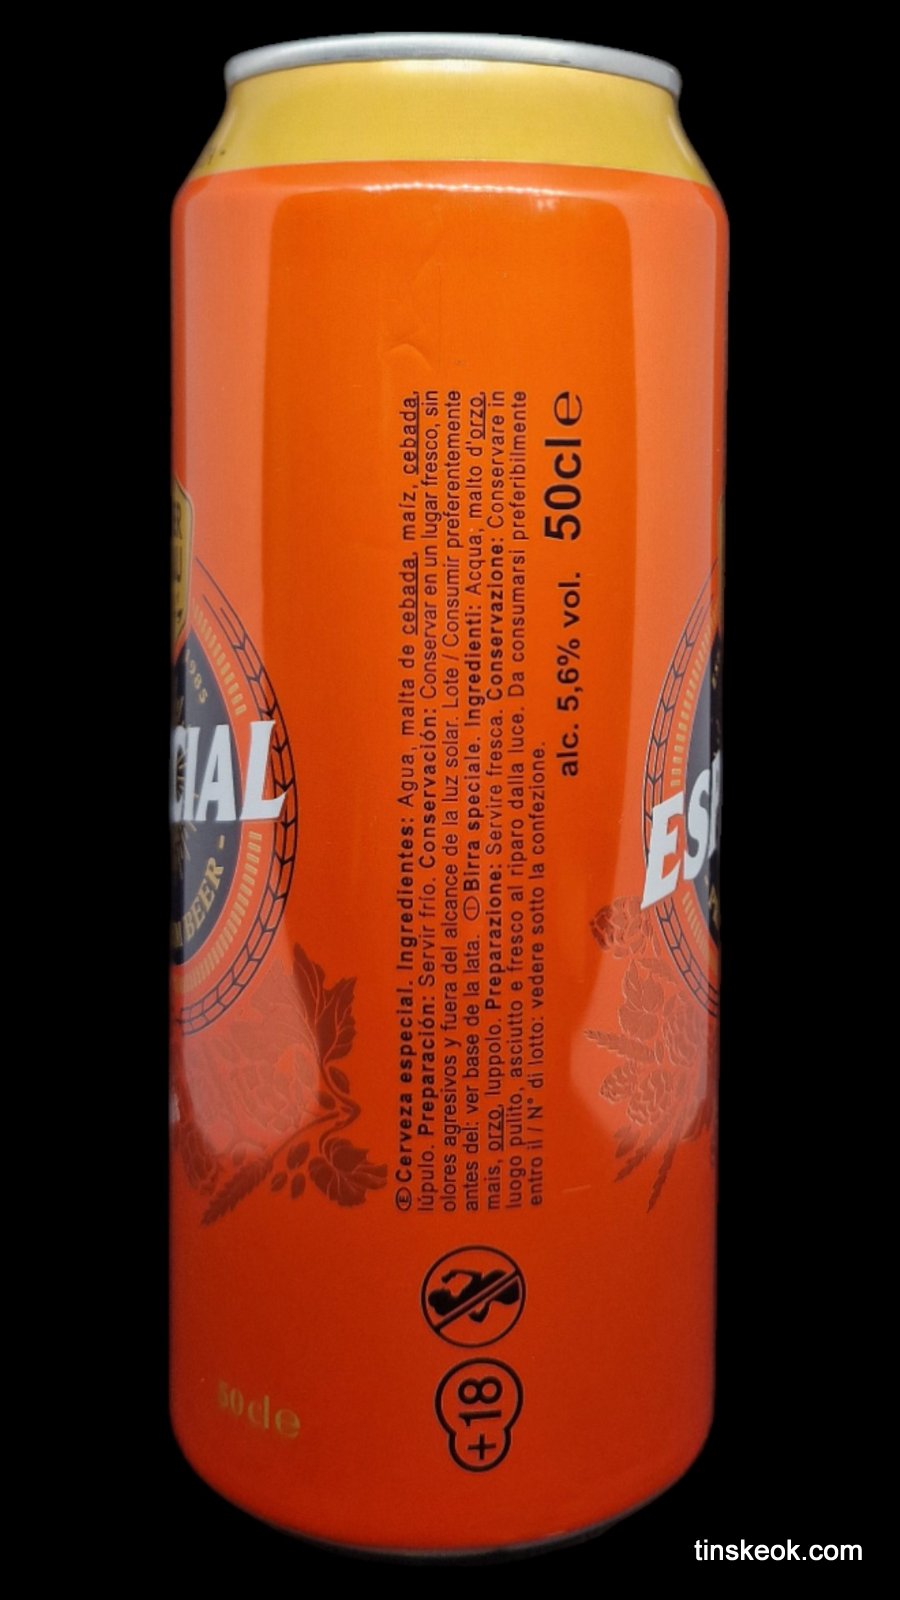 ⒺCerveza especial. Ingredientes: Agua, malta de cebada, maíz, cebada,
lúpulo. Preparación: Servir frío. Conservación: Conservar en un lugar fresco, sin
olores agresivos y fuera del alcance de la luz solar. Lote / Consumir preferentemente
antes del: ver base de la lata. ⒾBirra speciale. Ingredienti: Acqua, malto d'orzo,
mais, orzo, luppolo. Preparazione: Servire fresca. Conservazione: Conservare in
luogo pulito, asciutto e fresco al riparo dalla luce. Da consumarsi preferibilmente
entro il / N° di lotto: vedere sotto la confezione.
alc. 5,6% vol. 50cl e
+18
CIAL
BEER
ESP
50cl e
tinskeok.com